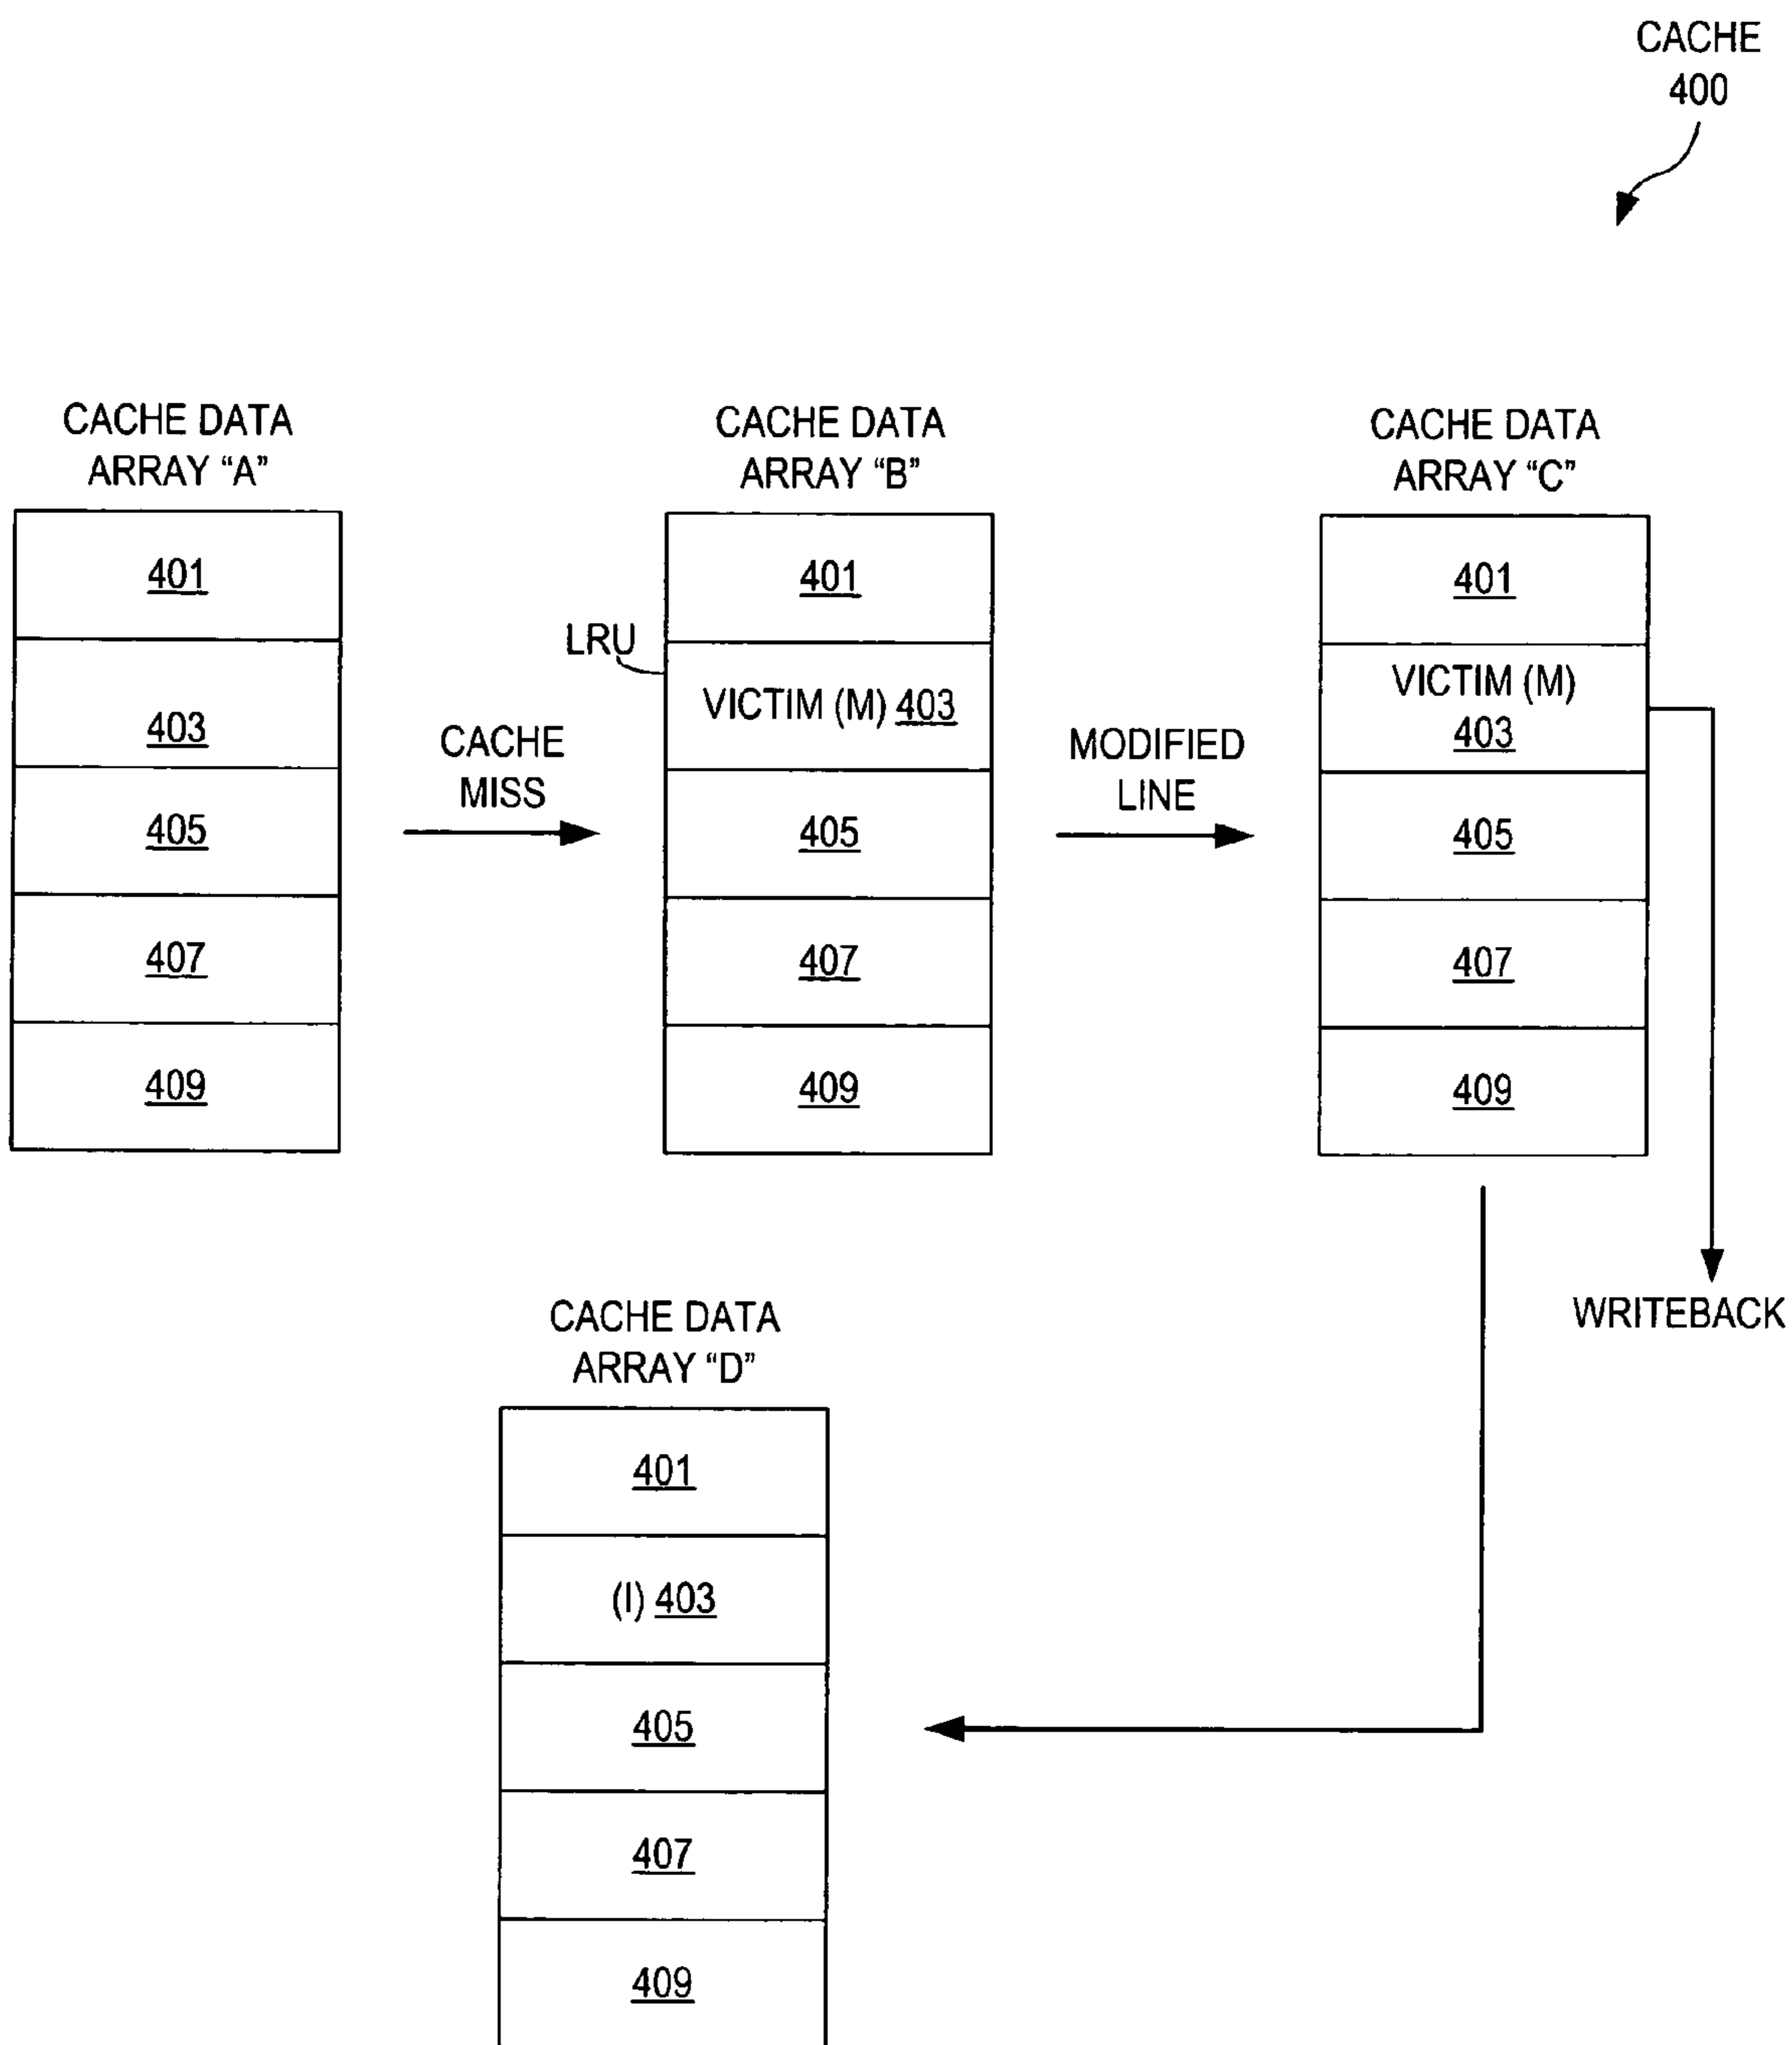 CACHE
400
CACHE DATA
ARRAY "A"
401
403
405
407
409
CACHE
MISS
CACHE DATA
ARRAY "B"
LRU
401
VICTIM (M) 403
405
407
409
MODIFIED
LINE
CACHE DATA
ARRAY "C"
401
VICTIM (M)
403
405
407
409
WRITEBACK
CACHE DATA
ARRAY "D"
401
(I) 403
405
407
409